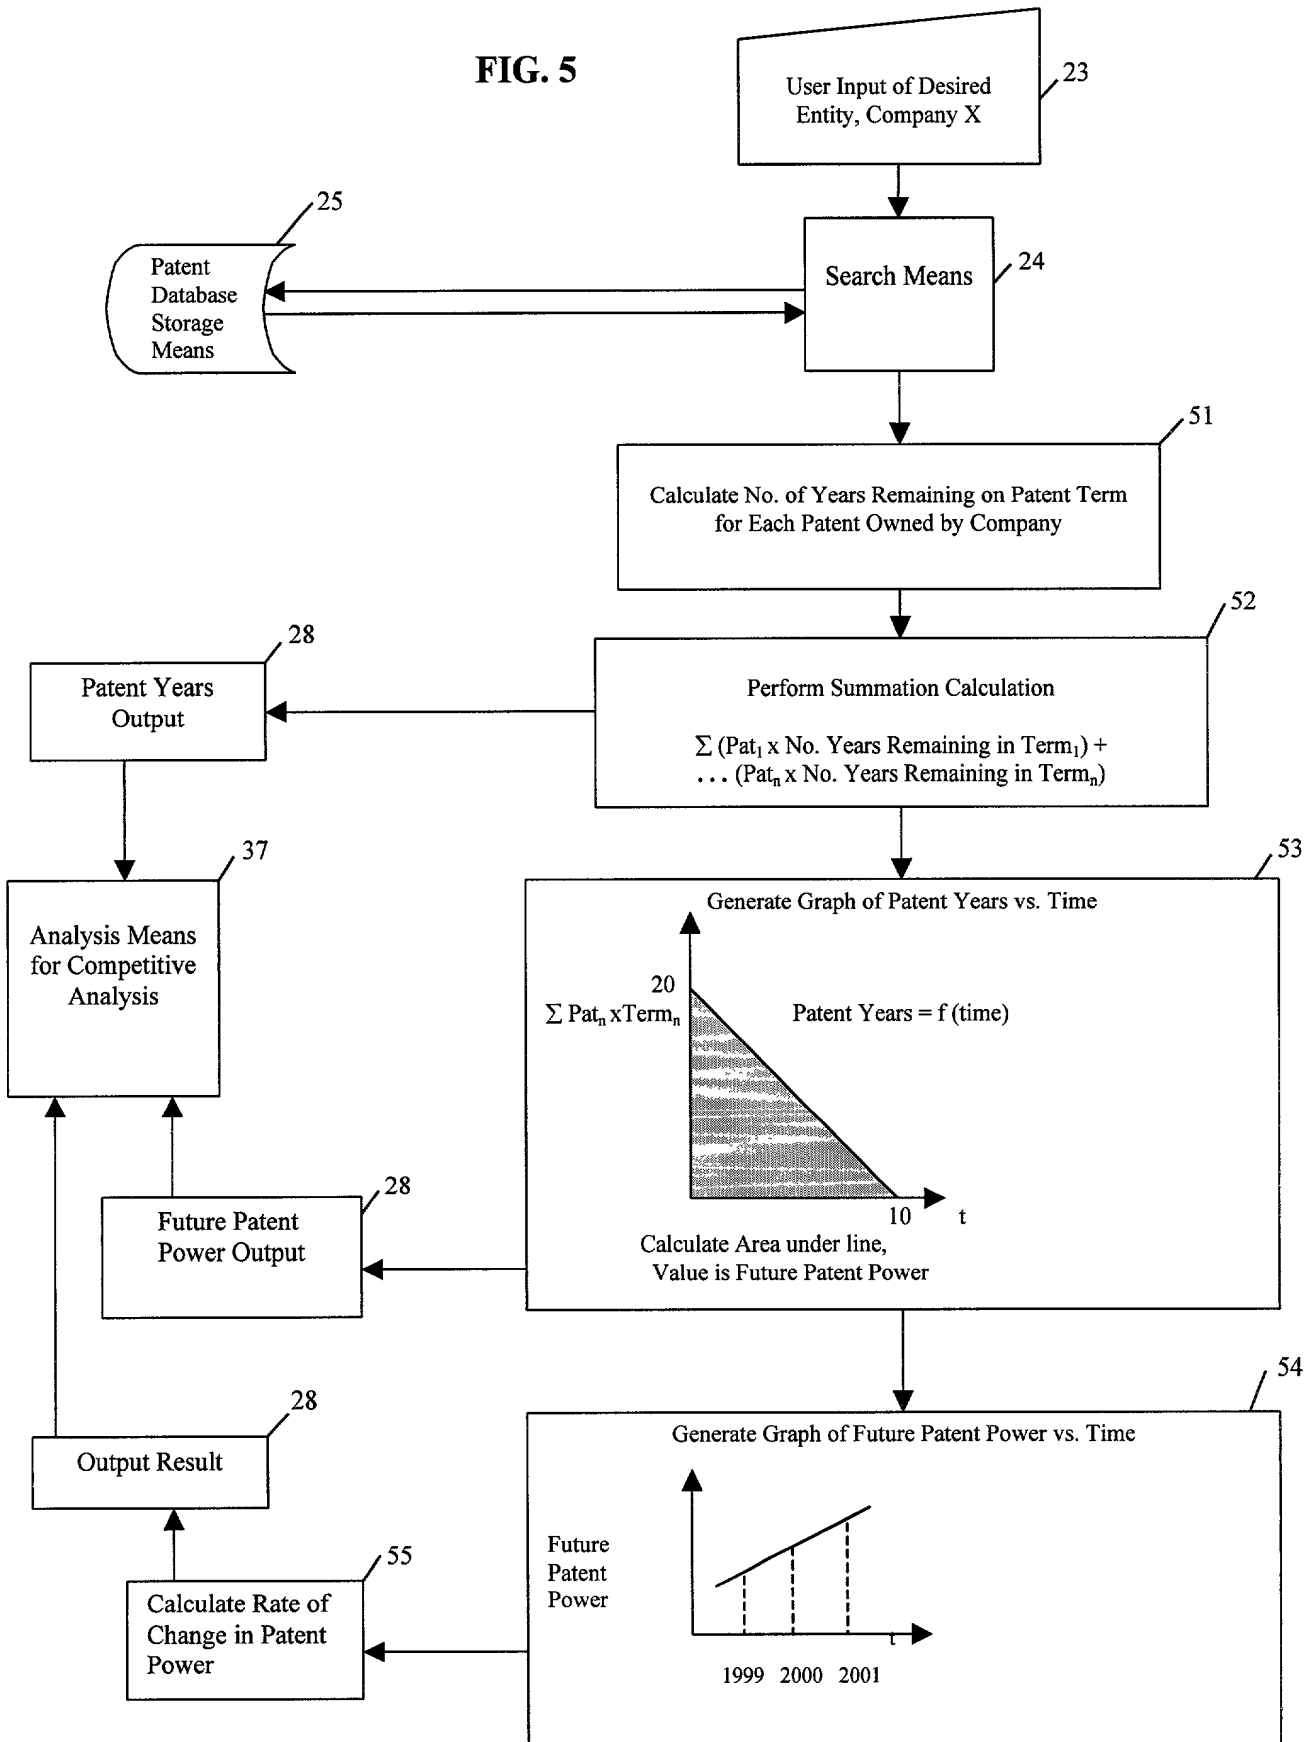 FIG. 5
User Input of Desired
Entity, Company X
23
25
Patent
Database
Storage
Means
Search Means
24
51
Calculate No. of Years Remaining on Patent Term
for Each Patent Owned by Company
52
Perform Summation Calculation
∑ (Pat₁ x No. Years Remaining in Term₁) +
. . . (Patₙ x No. Years Remaining in Termₙ)
28
Patent Years
Output
37
Analysis Means
for Competitive
Analysis
53
Generate Graph of Patent Years vs. Time
20
∑ Patₙ xTermₙ
Patent Years = f (time)
10
t
Calculate Area under line,
Value is Future Patent Power
28
Future Patent
Power Output
54
Generate Graph of Future Patent Power vs. Time
Future
Patent
Power
t
1999 2000 2001
28
Output Result
55
Calculate Rate of
Change in Patent
Power